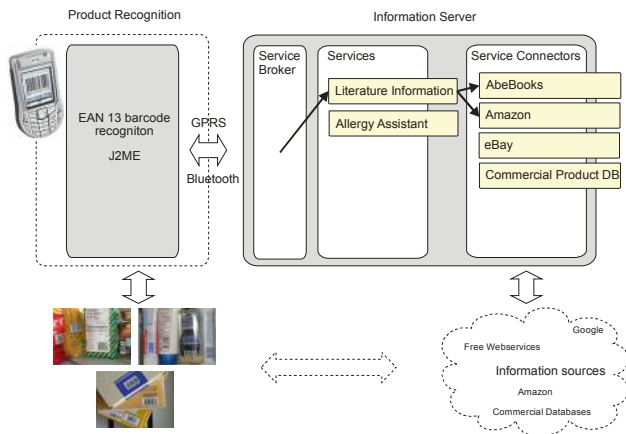 Product Recognition
Information Server
EAN 13 barcode
recogniton
J2ME
GPRS
Bluetooth
Service
Broker
Services
Literature Information
Allergy Assistant
Service Connectors
AbeBooks
Amazon
eBay
Commercial Product DB
Google
Free Webservices
Information sources
Amazon
Commercial Databases